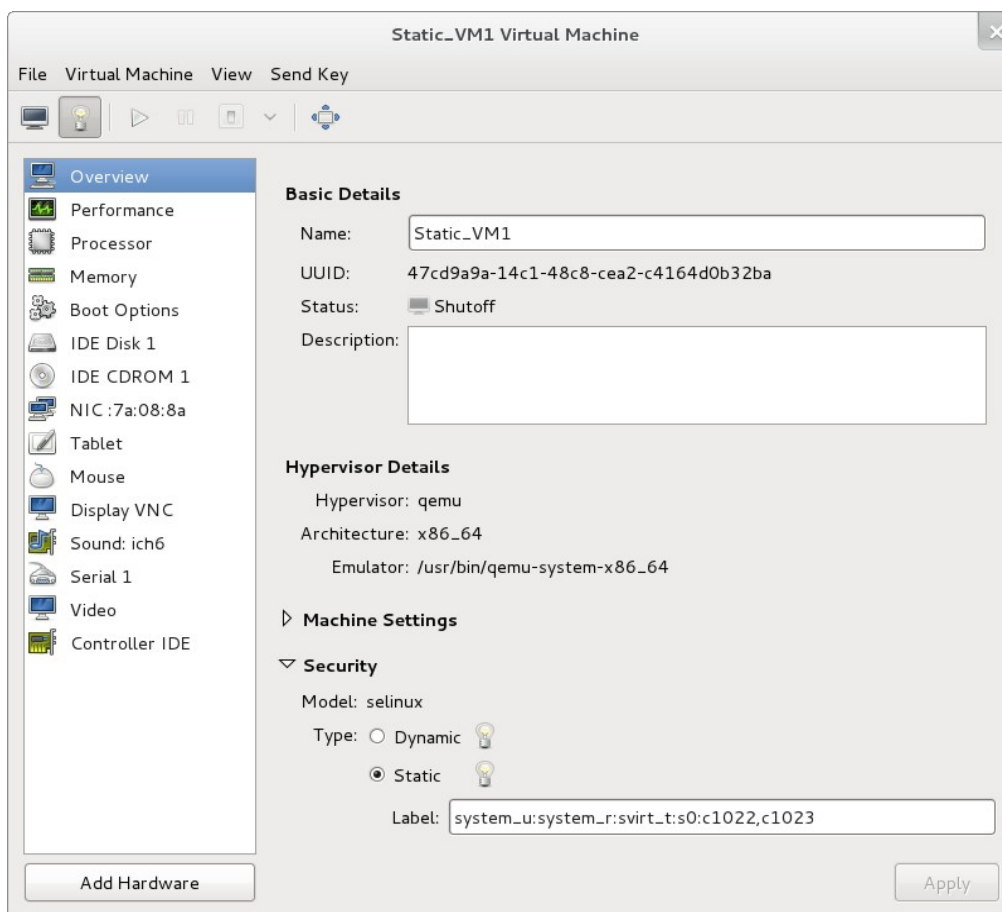 Static_VM1 Virtual Machine
File Virtual Machine View Send Key
Overview
Performance
Processor
Memory
Boot Options
IDE Disk 1
IDE CDROM 1
NIC :7a:08:8a
Tablet
Mouse
Display VNC
Sound: ich6
Serial 1
Video
Controller IDE
Add Hardware
Basic Details
Name: Static_VM1
UUID: 47cd9a9a-14c1-48c8-cea2-c4164d0b32ba
Status: Shutoff
Description:
Hypervisor Details
Hypervisor: qemu
Architecture: x86_64
Emulator: /usr/bin/qemu-system-x86_64
Machine Settings
Security
Model: selinux
Type: Dynamic
Static
Label: system_u:system_r:svirt_t:s0:c1022,c1023
Apply